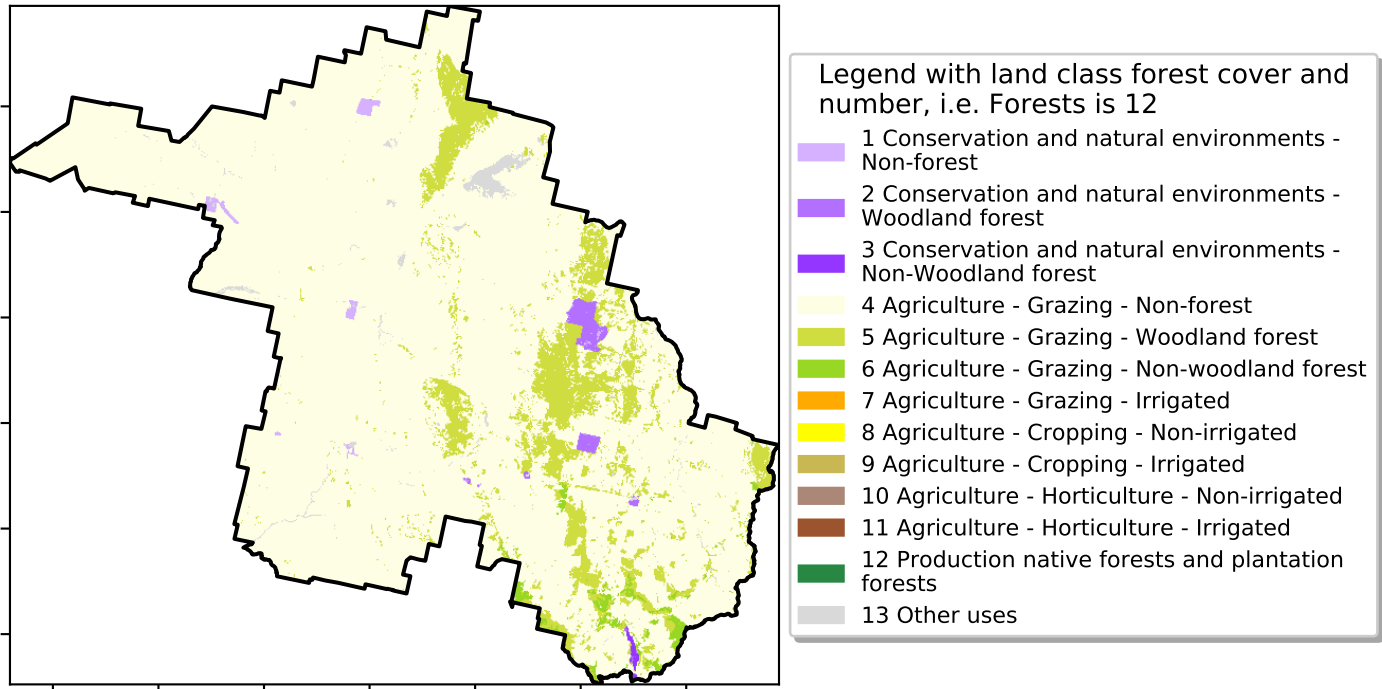 Legend with land class forest cover and
number, i.e. Forests is 12
1 Conservation and natural environments -
Non-forest
2 Conservation and natural environments -
Woodland forest
3 Conservation and natural environments -
Non-Woodland forest
4 Agriculture - Grazing - Non-forest
5 Agriculture - Grazing - Woodland forest
6 Agriculture - Grazing - Non-woodland forest
7 Agriculture - Grazing - Irrigated
8 Agriculture - Cropping - Non-irrigated
9 Agriculture - Cropping - Irrigated
10 Agriculture - Horticulture - Non-irrigated
11 Agriculture - Horticulture - Irrigated
12 Production native forests and plantation
forests
13 Other uses